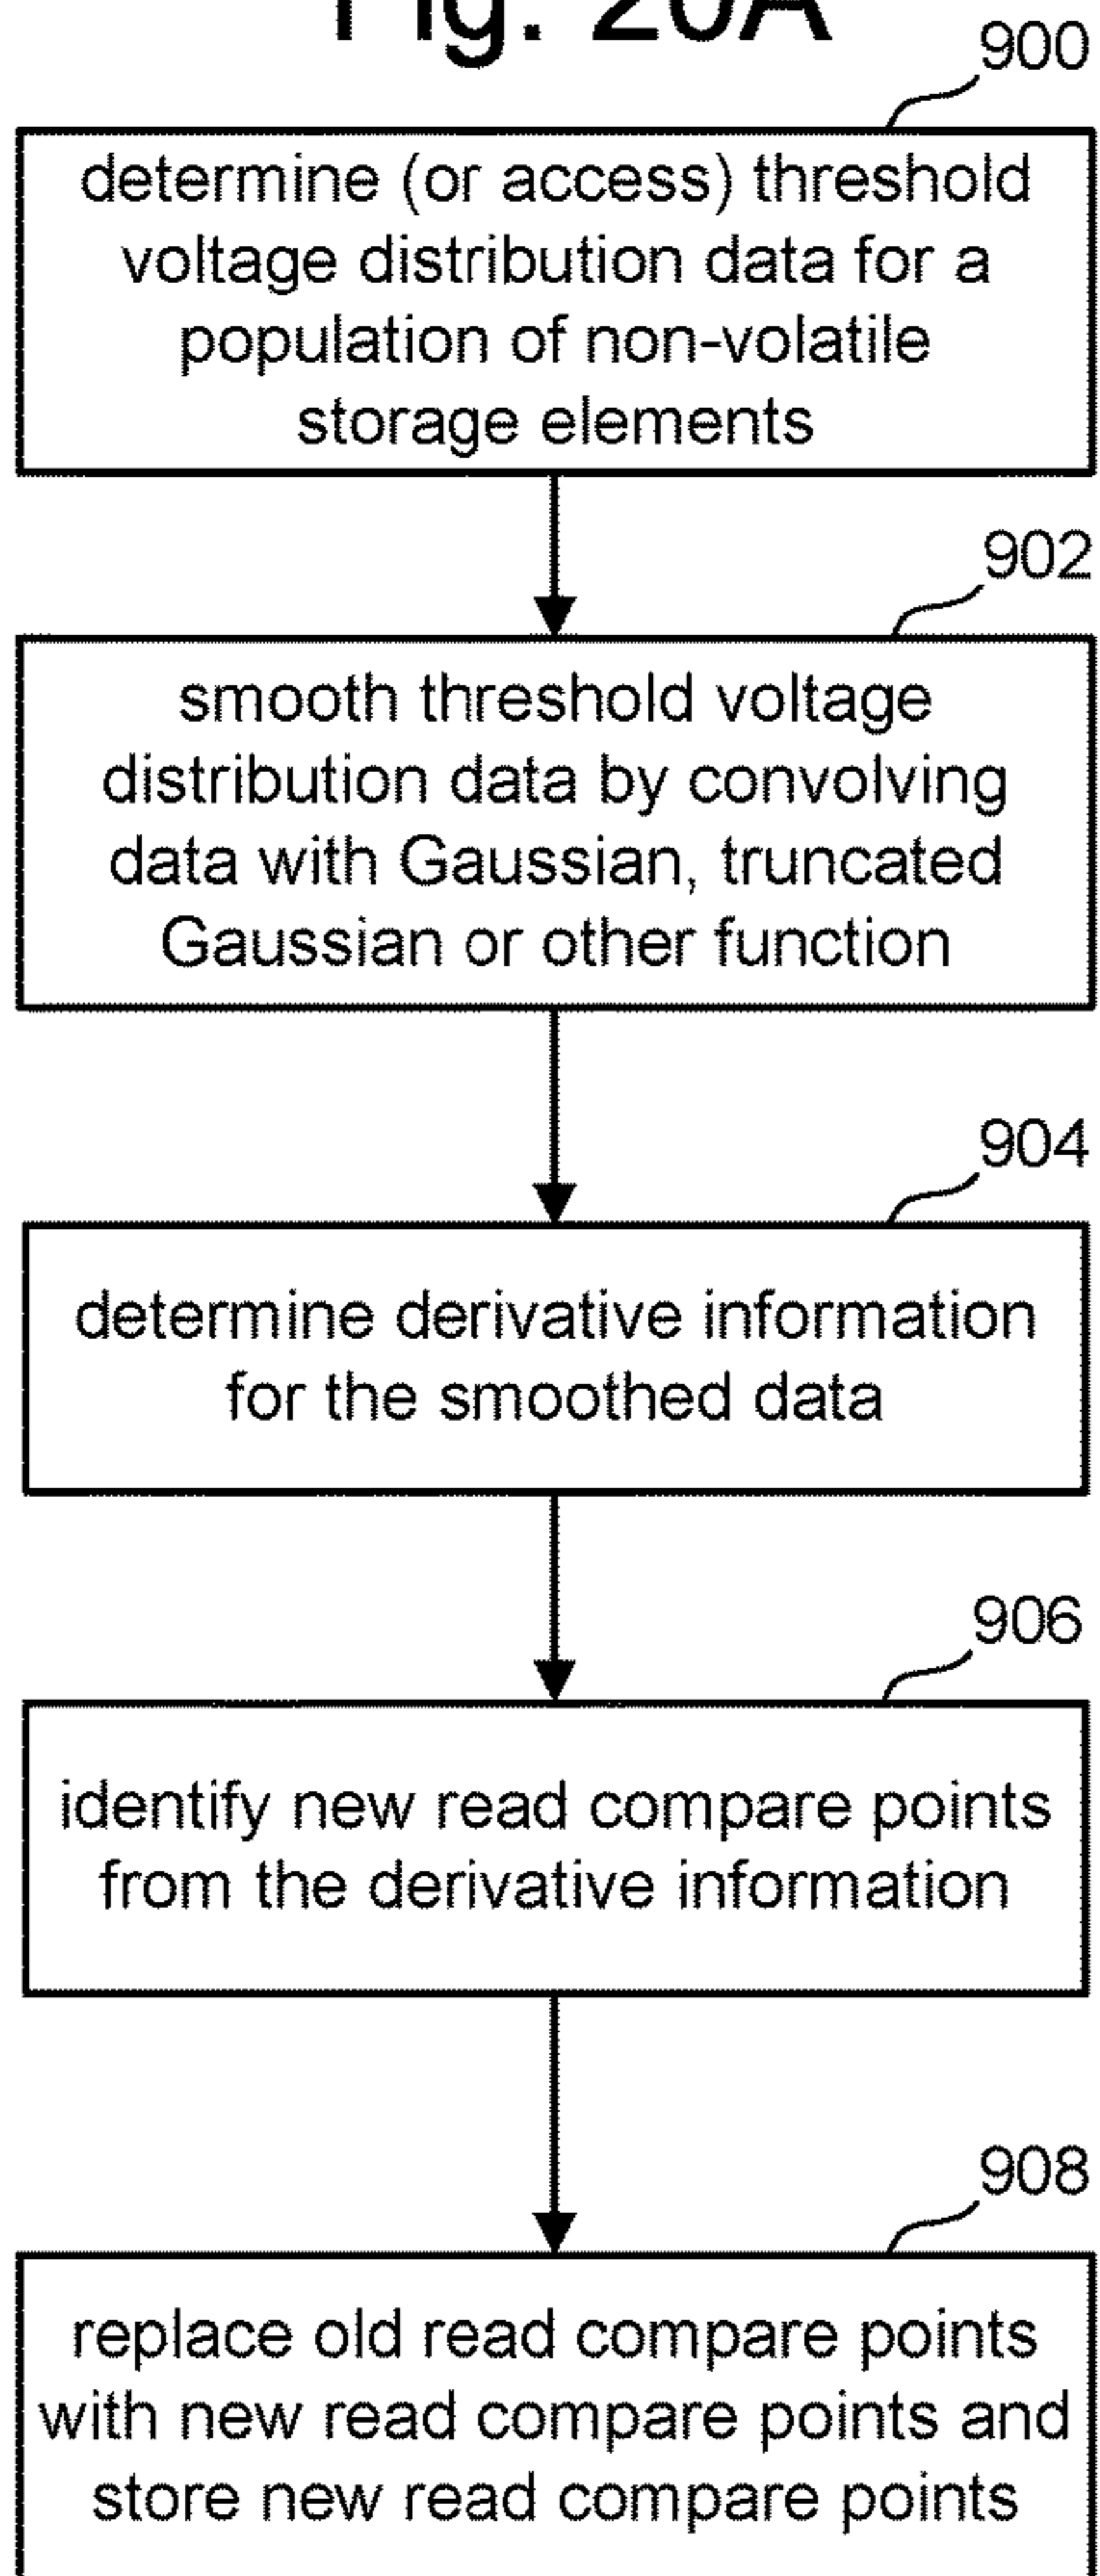 Fig. 20A
900
determine (or access) threshold
voltage distribution data for a
population of non-volatile
storage elements
902
smooth threshold voltage
distribution data by convolving
data with Gaussian, truncated
Gaussian or other function
904
determine derivative information
for the smoothed data
906
identify new read compare points
from the derivative information
908
replace old read compare points
with new read compare points and
store new read compare points